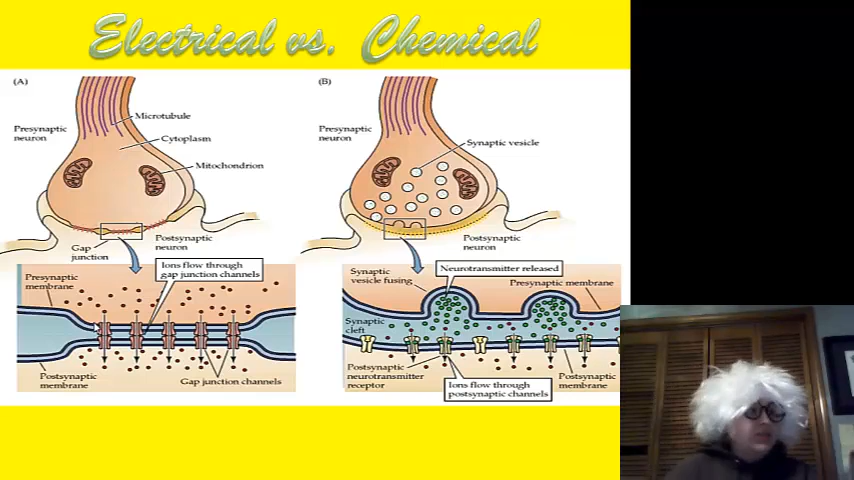 Electrical vs. Chemical
(A)
Microtubule
Presynaptic
neuron
Cytoplasm
Mitochondrion
Postsynaptic
neuron
Gap
junction
Ions flow through
gap junction channels
Presynaptic
membrane
Postsynaptic
membrane
Gap junction channels
(B)
Presynaptic
neuron
Synaptic vesicle
Postsynaptic
neuron
Synaptic
vesicle fusing
Neurotransmitter released
Presynaptic
membrane
Synaptic
cleft
Postsynaptic
neurotransmitter
receptor
Ions flow through
postsynaptic channels
Postsynaptic
membrane